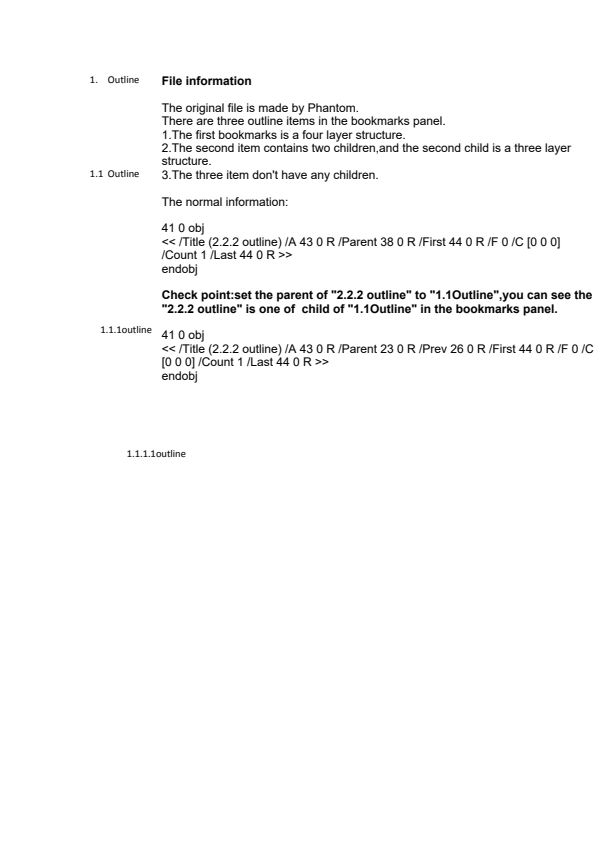 1. Outline
File information
The original file is made by Phantom.
There are three outline items in the bookmarks panel.
1.The first bookmarks is a four layer structure.
2.The second item contains two children,and the second child is a three layer
structure.
1.1 Outline
3.The three item don't have any children.
The normal information:
41 0 obj
<< /Title (2.2.2 outline) /A 43 0 R /Parent 38 0 R /First 44 0 R /F 0 /C [0 0 0]
/Count 1 /Last 44 0 R >>
endobj
Check point:set the parent of "2.2.2 outline" to "1.1Outline",you can see the
"2.2.2 outline" is one of  child of "1.1Outline" in the bookmarks panel.
1.1.1outline
41 0 obj
<< /Title (2.2.2 outline) /A 43 0 R /Parent 23 0 R /Prev 26 0 R /First 44 0 R /F 0 /C
[0 0 0] /Count 1 /Last 44 0 R >>
endobj
1.1.1.1outline